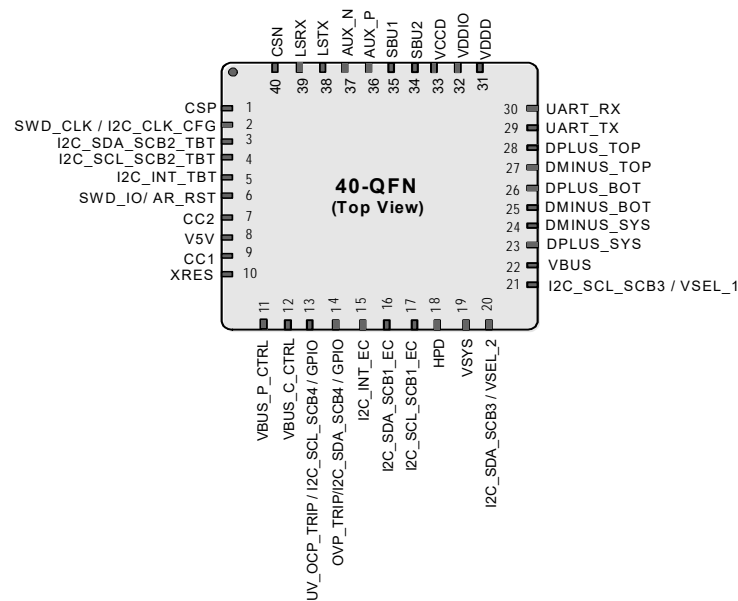 CSN
LSRX
LSTX
AUX_N
AUX_P
SBU1
SBU2
VCCD
VDDIO
VDDD
40
39
38
37
36
35
34
33
32
31
CSP 1
SWD_CLK / I2C_CLK_CFG 2
I2C_SDA_SCB2_TBT 3
I2C_SCL_SCB2_TBT 4
I2C_INT_TBT 5
SWD_IO/ AR_RST 6
CC2 7
V5V 8
CC1 9
XRES 10
40-QFN
(Top View)
30 UART_RX
29 UART_TX
28 DPLUS_TOP
27 DMINUS_TOP
26 DPLUS_BOT
25 DMINUS_BOT
24 DMINUS_SYS
23 DPLUS_SYS
22 VBUS
21 I2C_SCL_SCB3 / VSEL_1
11
12
13
14
15
16
17
18
19
20
VBUS_P_CTRL
VBUS_C_CTRL
UV_OCP_TRIP / I2C_SCL_SCB4 / GPIO
OVP_TRIP/I2C_SDA_SCB4 / GPIO
I2C_INT_EC
I2C_SDA_SCB1_EC
I2C_SCL_SCB1_EC
HPD
VSYS
I2C_SDA_SCB3 / VSEL_2